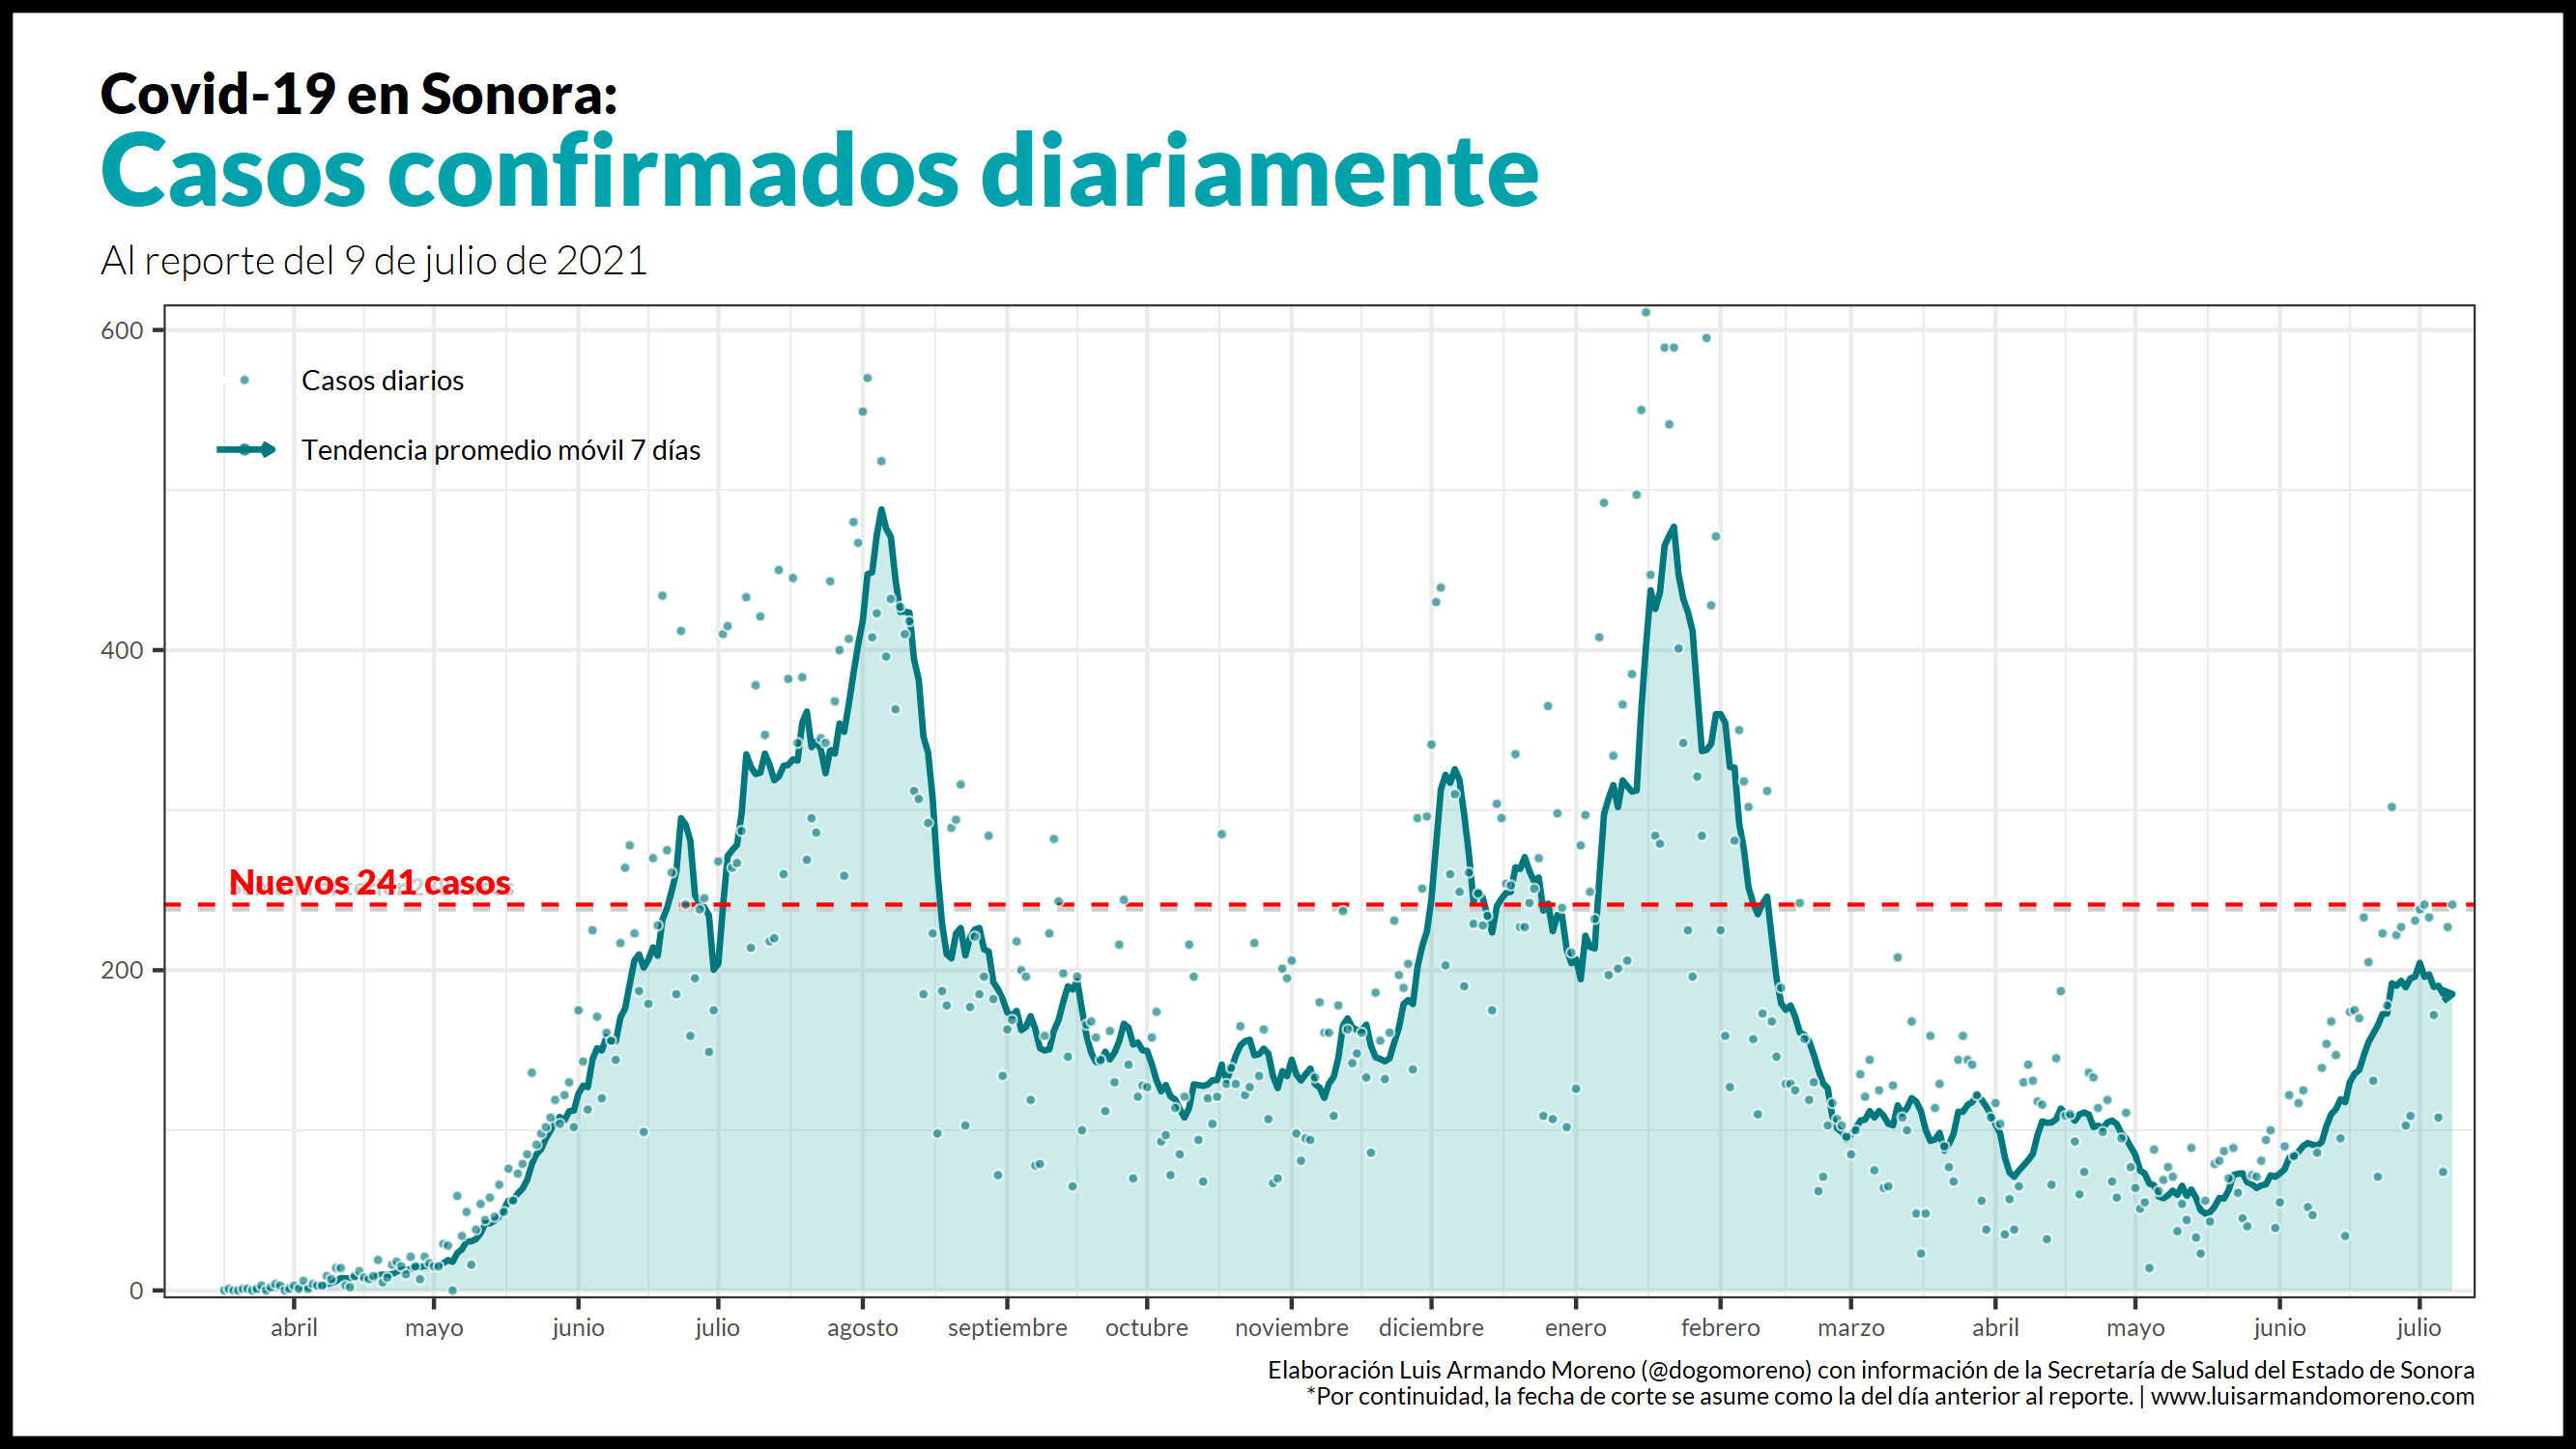 Covid-19 en Sonora:
Casos confirmados diariamente
Al reporte del 9 de julio de 2021
600
Casos diarios
Tendencia promedio móvil 7 días
400
Nuevos 241 casos
200
0
abril mayo junio julio agosto septiembre octubre noviembre diciembre enero febrero marzo abril mayo junio julio
Elaboración Luis Armando Moreno (@dogomoreno) con información de la Secretaría de Salud del Estado de Sonora
*Por continuidad, la fecha de corte se asume como la del día anterior al reporte. | www.luisarmandomoreno.com